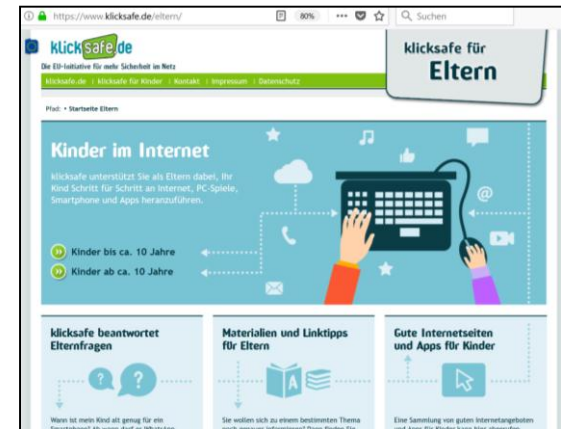 https://www.klicksafe.de/eltern/
80%
Suchen
klicksafe.de
Die EU-Initiative für mehr Sicherheit im Netz
klicksafe.de | klicksafe für Kinder | Kontakt | Impressum | Datenschutz
klicksafe für
Eltern
Pfad: • Startseite Eltern
Kinder im Internet
klicksafe unterstützt Sie als Eltern dabei, Ihr
Kind Schritt für Schritt an Internet, PC-Spiele,
Smartphone und Apps heranzuführen.
Kinder bis ca. 10 Jahre
Kinder ab ca. 10 Jahre
@
klicksafe beantwortet
Elternfragen
Materialien und Linktipps
für Eltern
Gute Internetseiten
und Apps für Kinder
? ?
A
Wann ist mein Kind alt genug für ein
Sie wollen sich zu einem bestimmten Thema
Eine Sammlung von guten Internetangeboten